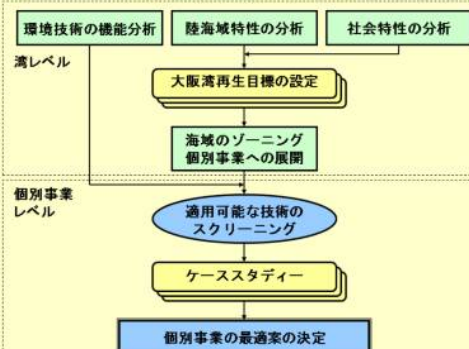 環境技術の機能分析
陸海域特性の分析
社会特性の分析
湾レベル
大阪湾再生目標の設定
海域のゾーニング
個別事業への展開
個別事業
レベル
適用可能な技術の
スクリーニング
ケーススタディー
個別事業の最適案の決定